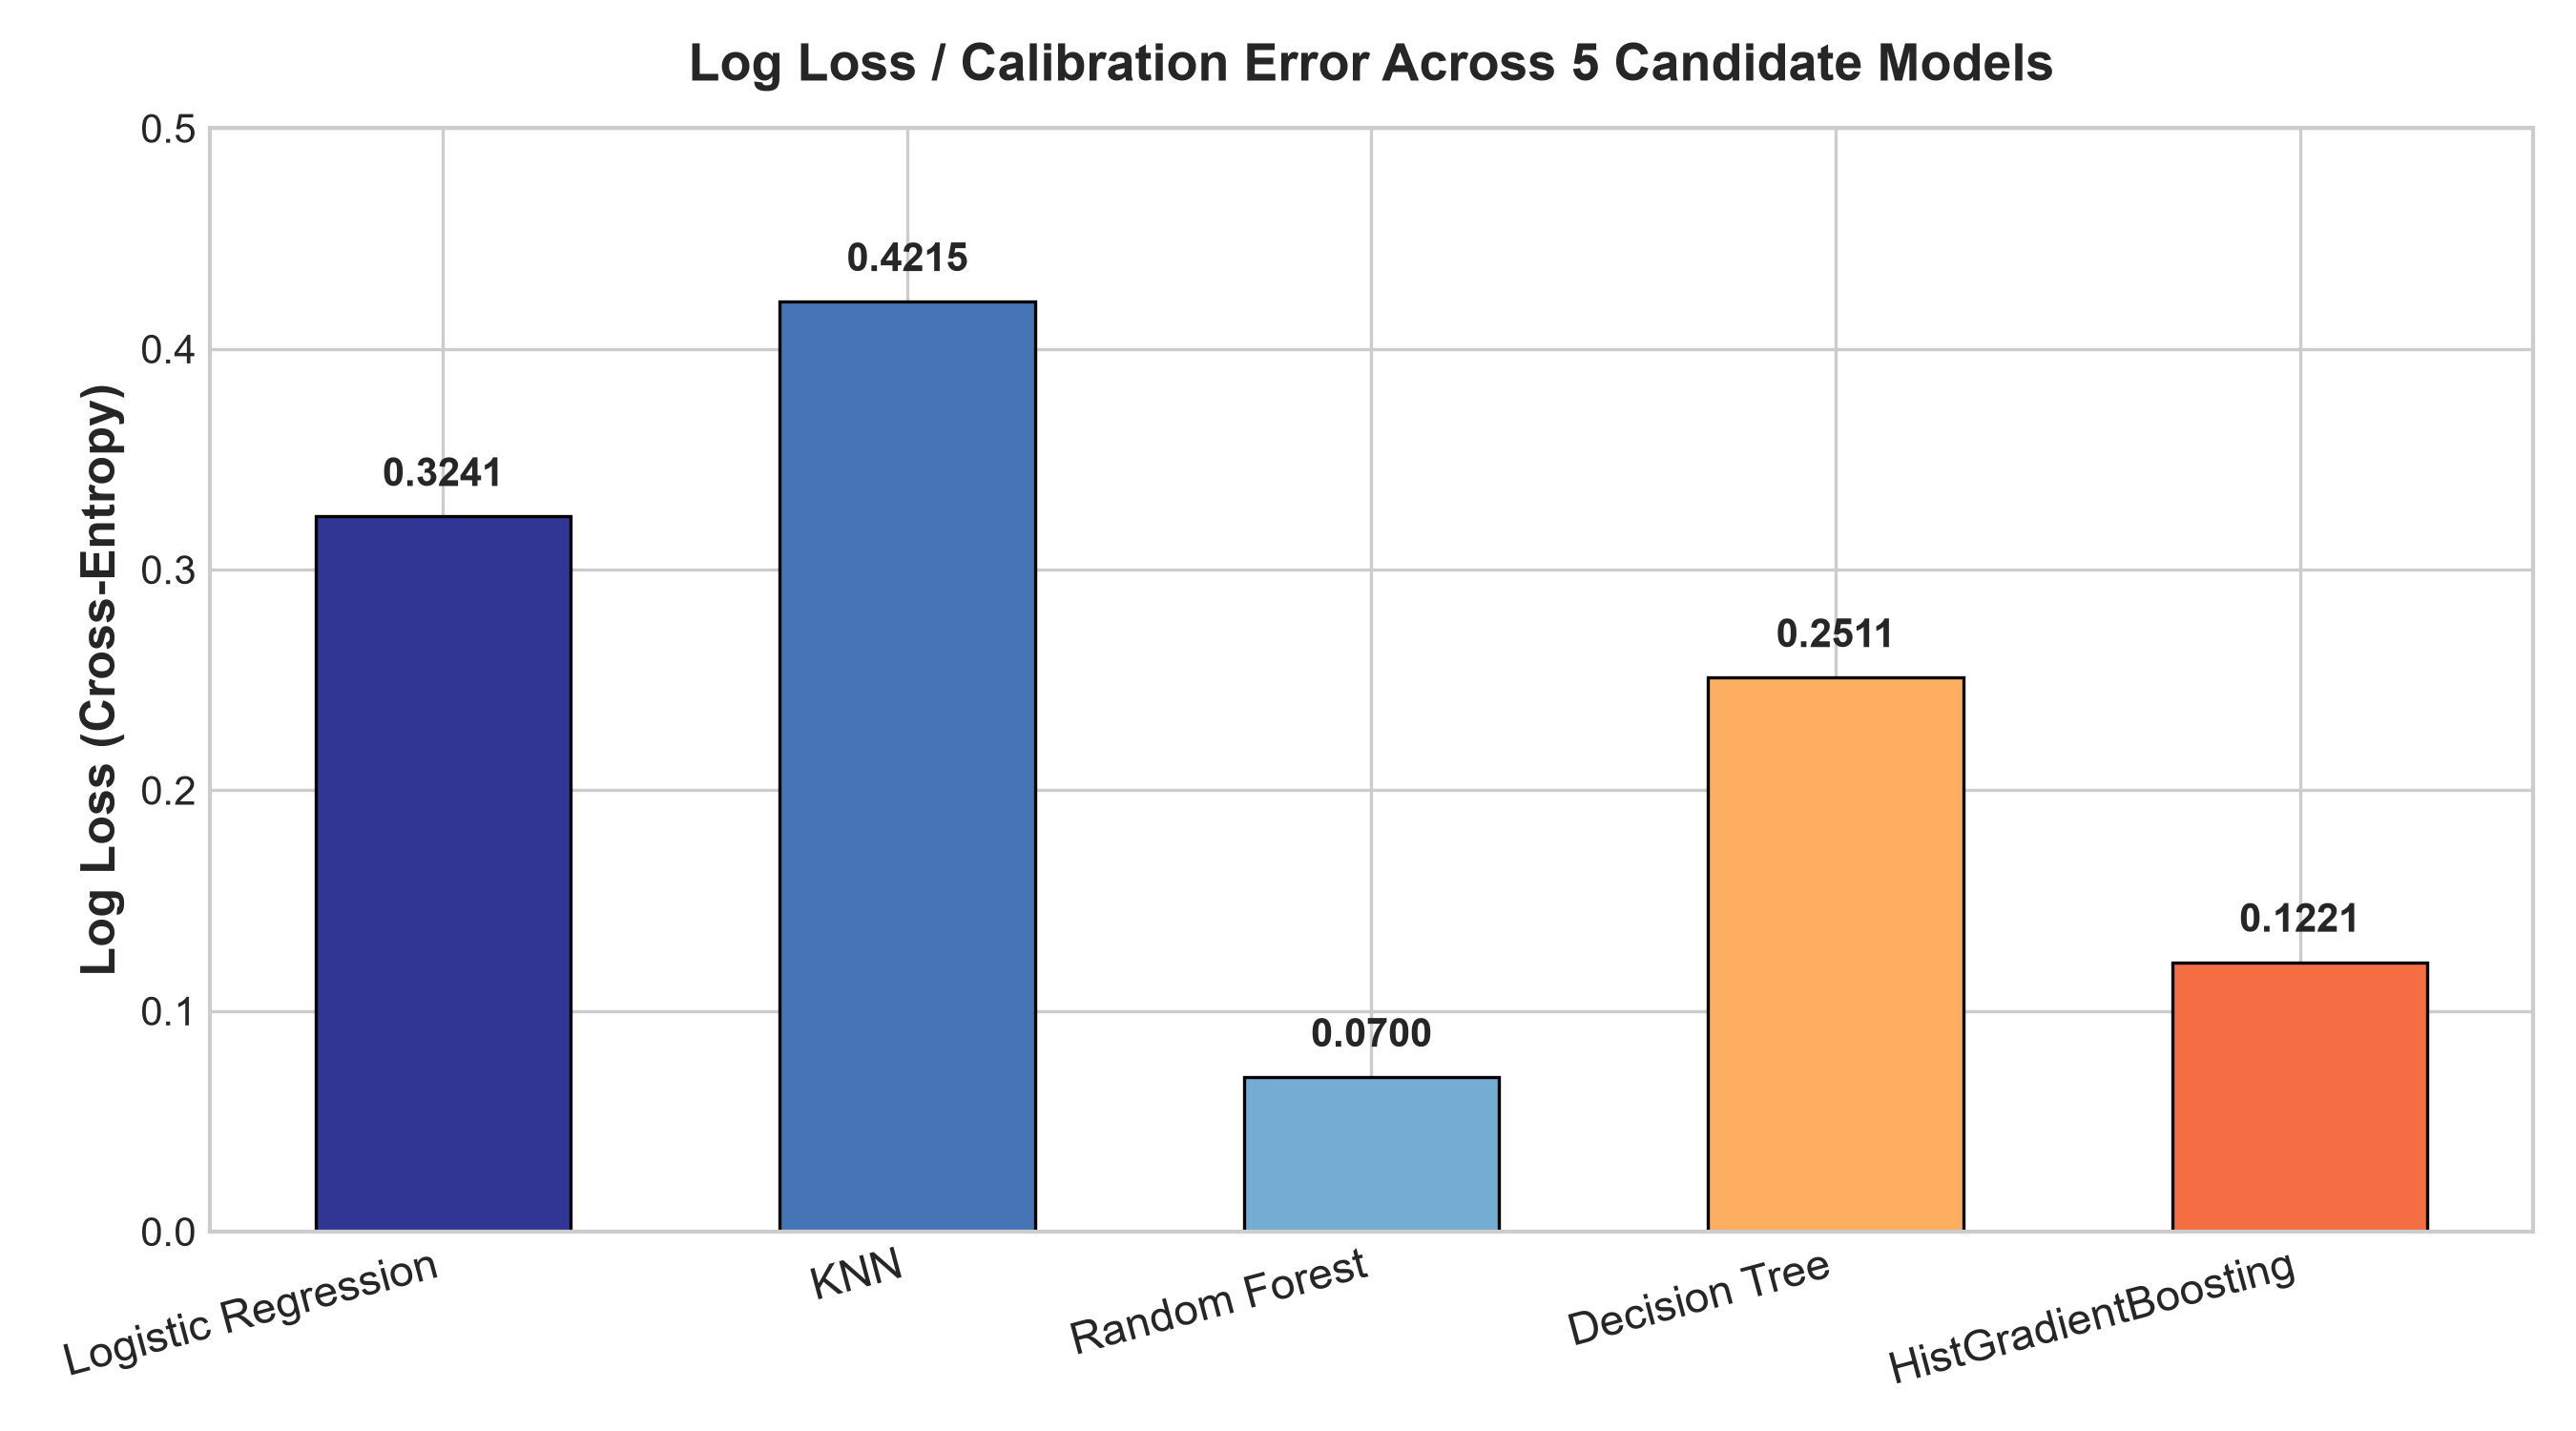 Log Loss / Calibration Error Across 5 Candidate Models
Log Loss (Cross-Entropy)
0.5
0.4
0.3
0.2
0.1
0.0
0.3241
0.4215
0.0700
0.2511
0.1221
Logistic Regression
KNN
Random Forest
Decision Tree
HistGradientBoosting